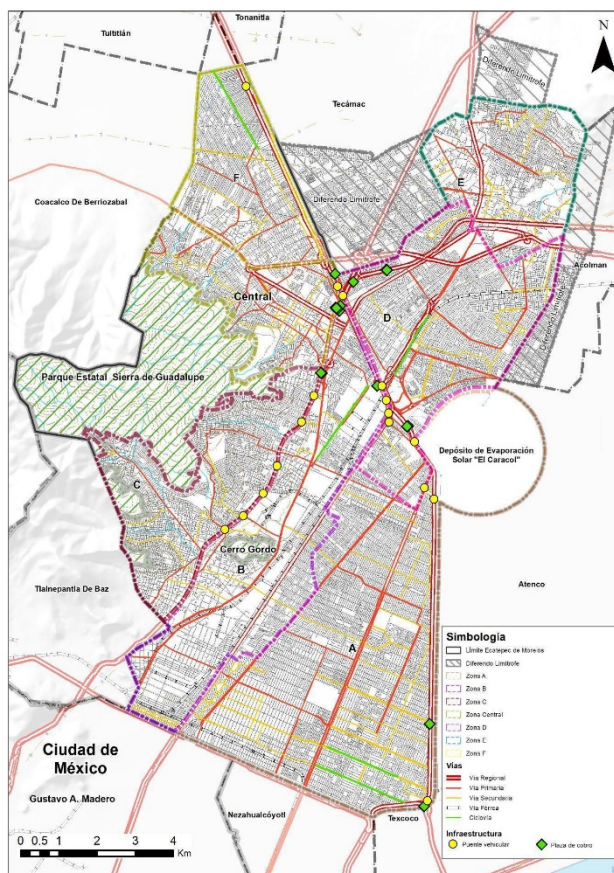 Tonanitla
Tultitlán
N
Diferendo Limítrofe
Tecámac
F
E
Coacalco De Berriozabal
Diferendo Limítrofe
Acolman
Central
D
Diferendo Limítrofe
Parque Estatal Sierra de Guadalupe
Depósito de Evaporación
Solar "El Caracol"
C
Cerro Gordo
B
Tlalnepantla De Baz
Atenco
A
Simbología
Límite Ecatepec de Morelos
Diferendo Limítrofe
Zona A
Zona B
Zona C
Zona Central
Zona D
Zona E
Zona F
Vías
Vía Regional
Vía Primaria
Vía Secundaria
Vía Férrea
Ciclovía
Infraestructura
Puente vehicular
Plaza de cobro
Ciudad de
México
Gustavo A. Madero
Nezahualcóyotl
Texcoco
0 0.5 1 2 3 4
Km